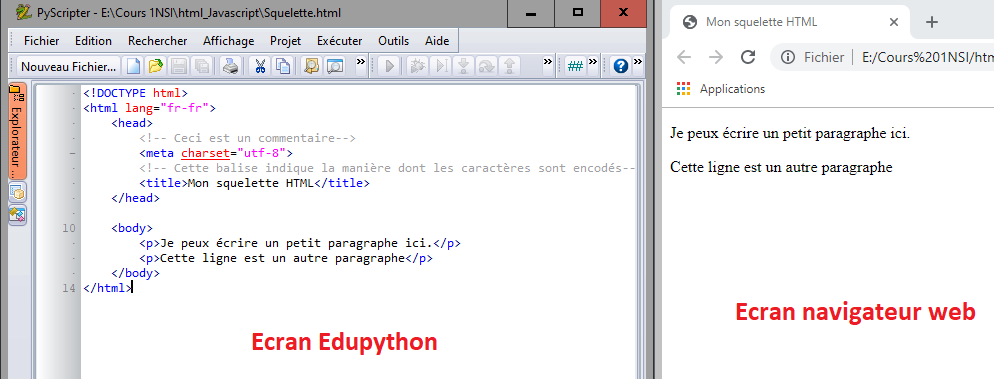 PyScripter - E:\Cours 1NSI\html_Javascript\Squelette.html
Fichier Edition Rechercher Affichage Projet Exécuter Outils Aide
Nouveau Fichier...
Explorateur ...
<!DOCTYPE html>
<html lang="fr-fr">
<head>
<!-- Ceci est un commentaire-->
<meta charset="utf-8">
<!-- Cette balise indique la manière dont les caractères sont encodés--
<title>Mon squelette HTML</title>
</head>
10 <body>
<p>Je peux écrire un petit paragraphe ici.</p>
<p>Cette ligne est un autre paragraphe</p>
</body>
14 </html>
Ecran Edupython
Mon squelette HTML
Fichier E:/Cours%201NSI/htm
Applications
Je peux écrire un petit paragraphe ici.
Cette ligne est un autre paragraphe
Ecran navigateur web